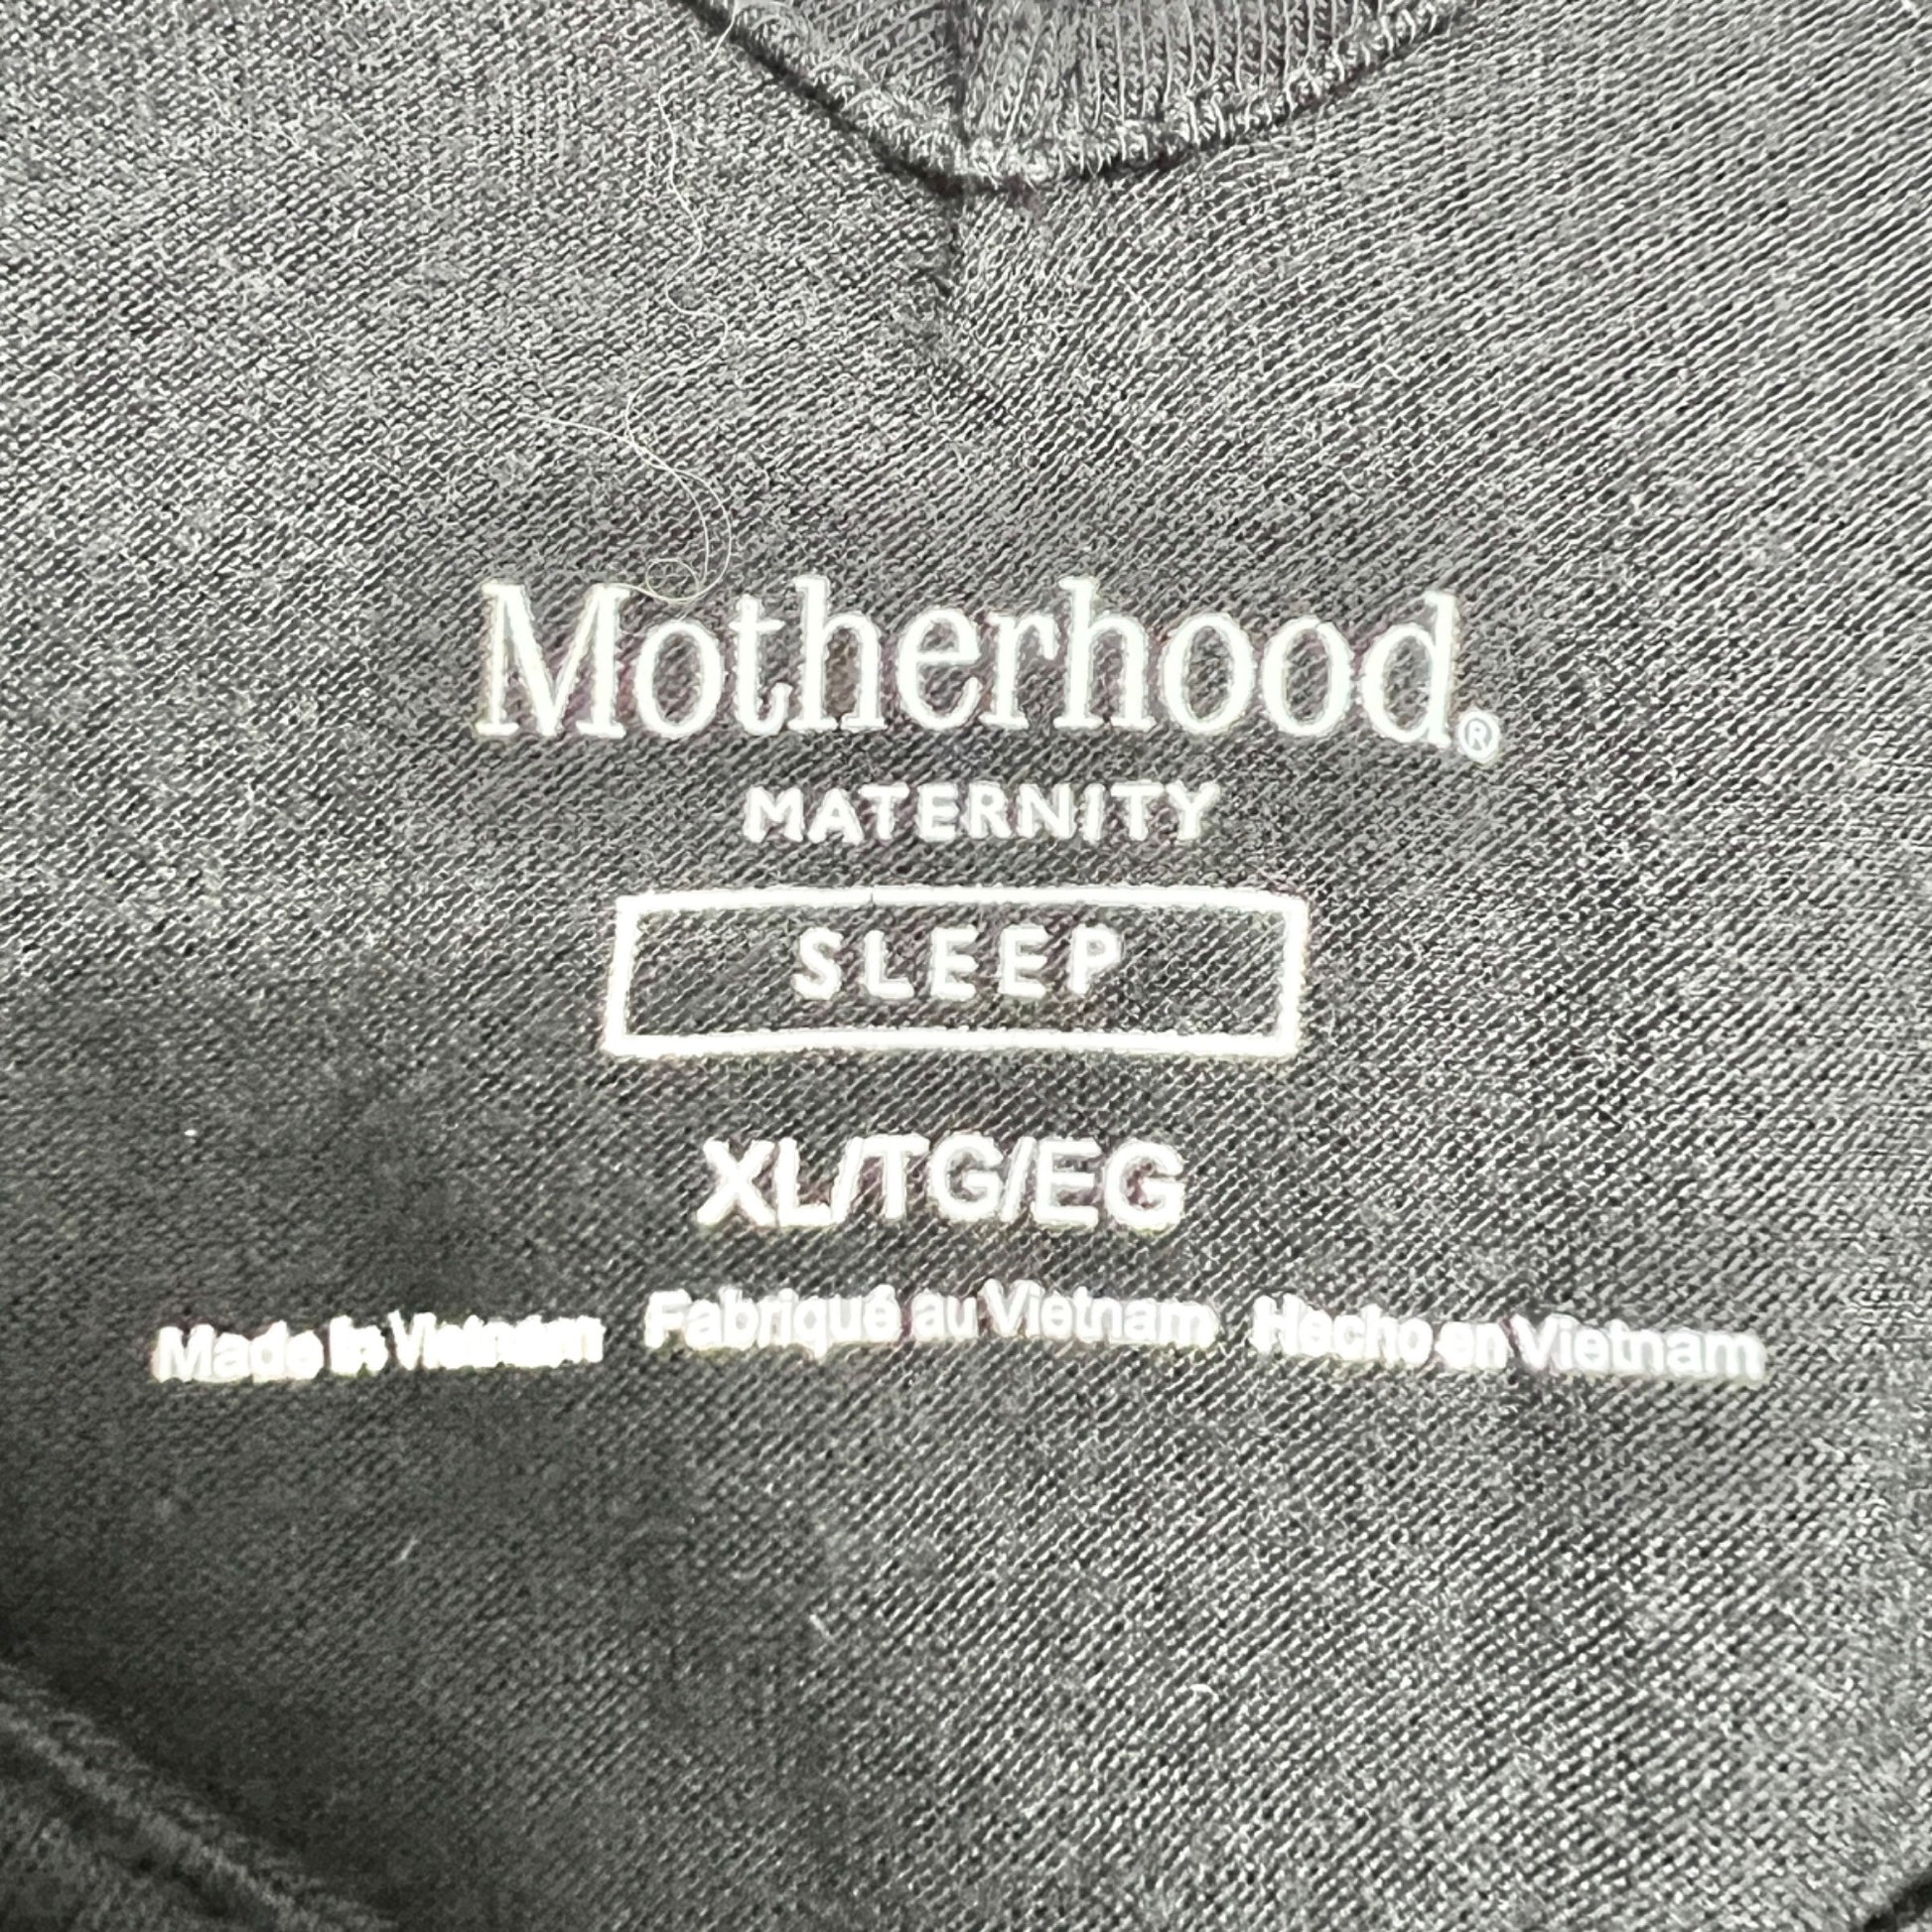 Motherhood®
MATERNITY
SLEEP
XL/TG/EG
Made in Vietnam Fabriqué au Vietnam Hecho en Vietnam